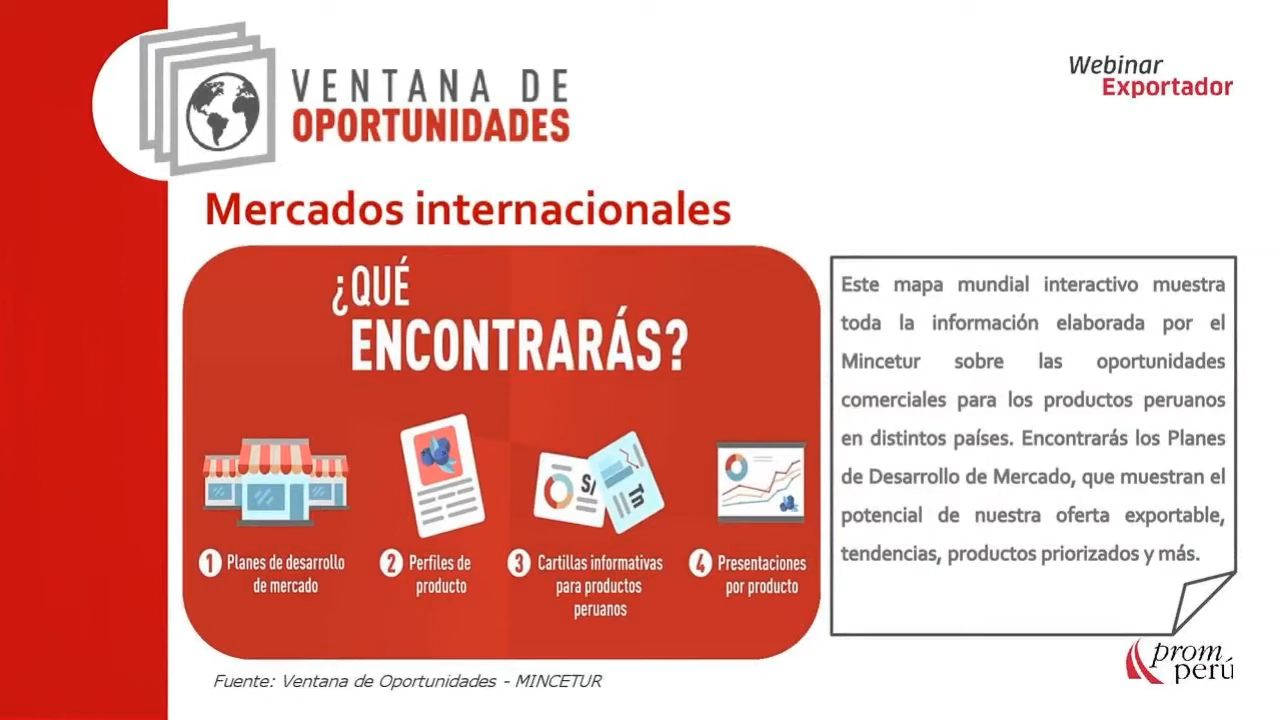 VENTANA DE
OPORTUNIDADES
Webinar
Exportador
Mercados internacionales
¿QUÉ
ENCONTRARÁS?
S/
Tn
1 Planes de desarrollo
de mercado
2 Perfiles de
producto
3 Cartillas informativas
para productos
peruanos
4 Presentaciones
por producto
Este mapa mundial interactivo muestra
toda la información elaborada por el
Mincetur sobre las oportunidades
comerciales para los productos peruanos
en distintos países. Encontrarás los Planes
de Desarrollo de Mercado, que muestran el
potencial de nuestra oferta exportable,
tendencias, productos priorizados y más.
Fuente: Ventana de Oportunidades - MINCETUR
prom
perú